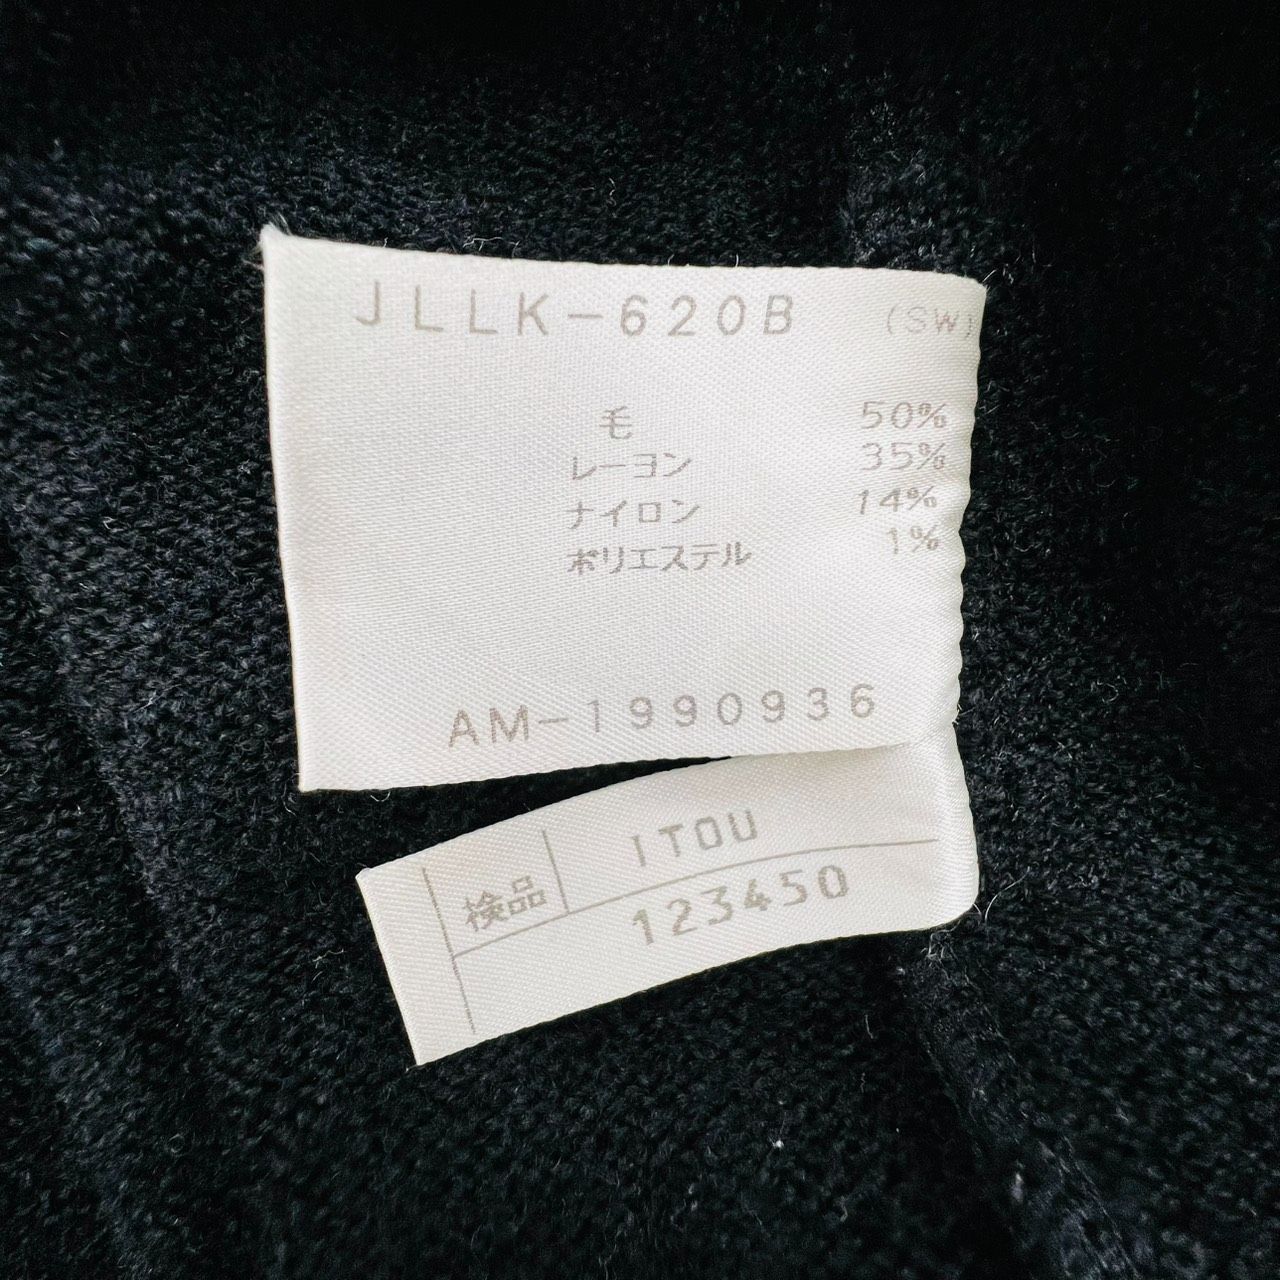 JLLK-620B (SW)
毛 50%
レーヨン 35%
ナイロン 14%
ポリエステル 1%
AM-1990936
検品 ITOU
123450